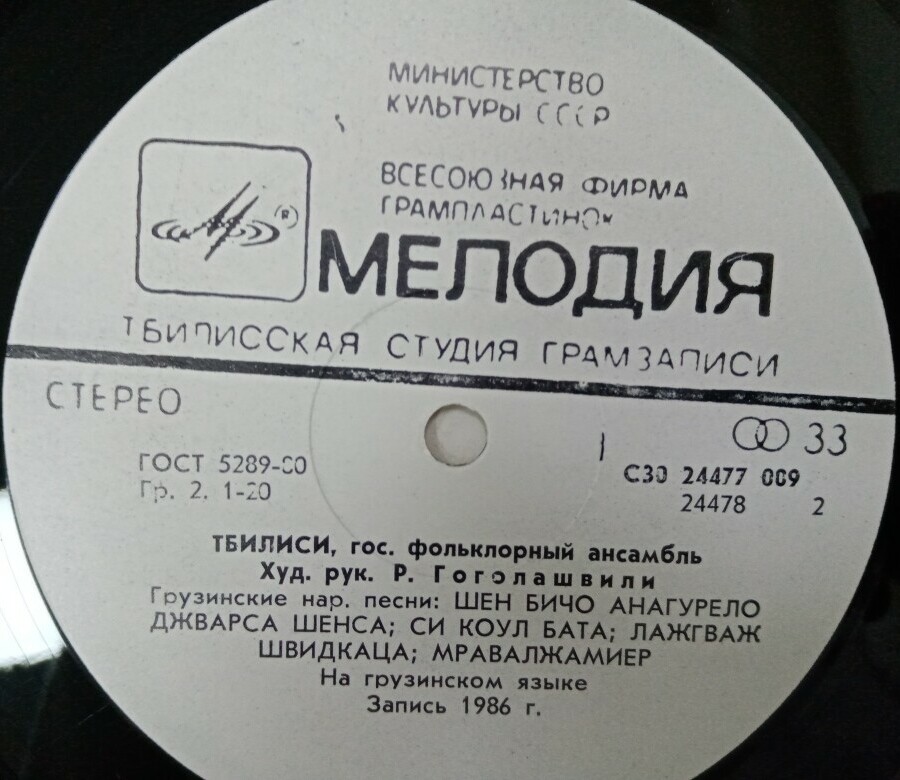 МИНИСТЕРСТВО
КУЛЬТУРЫ СССР
ВСЕСОЮЗНАЯ ФИРМА
ГРАМПЛАСТИНОК
МЕЛОДИЯ
ТБИЛИССКАЯ СТУДИЯ ГРАМЗАПИСИ
СТЕРЕО
33
ГОСТ 5289-80
Гр. 2. 1-20
С30 24477 009
24478 2
ТБИЛИСИ, гос. фольклорный ансамбль
Худ. рук. Р. Гоголашвили
Грузинские нар. песни: ШЕН БИЧО АНАГУРЕЛО
ДЖВАРСА ШЕНСА; СИ КОУЛ БАТА; ЛАЖГВАЖ
ШВИДКАЦА; МРАВАЛЖАМИЕР
На грузинском языке
Запись 1986 г.